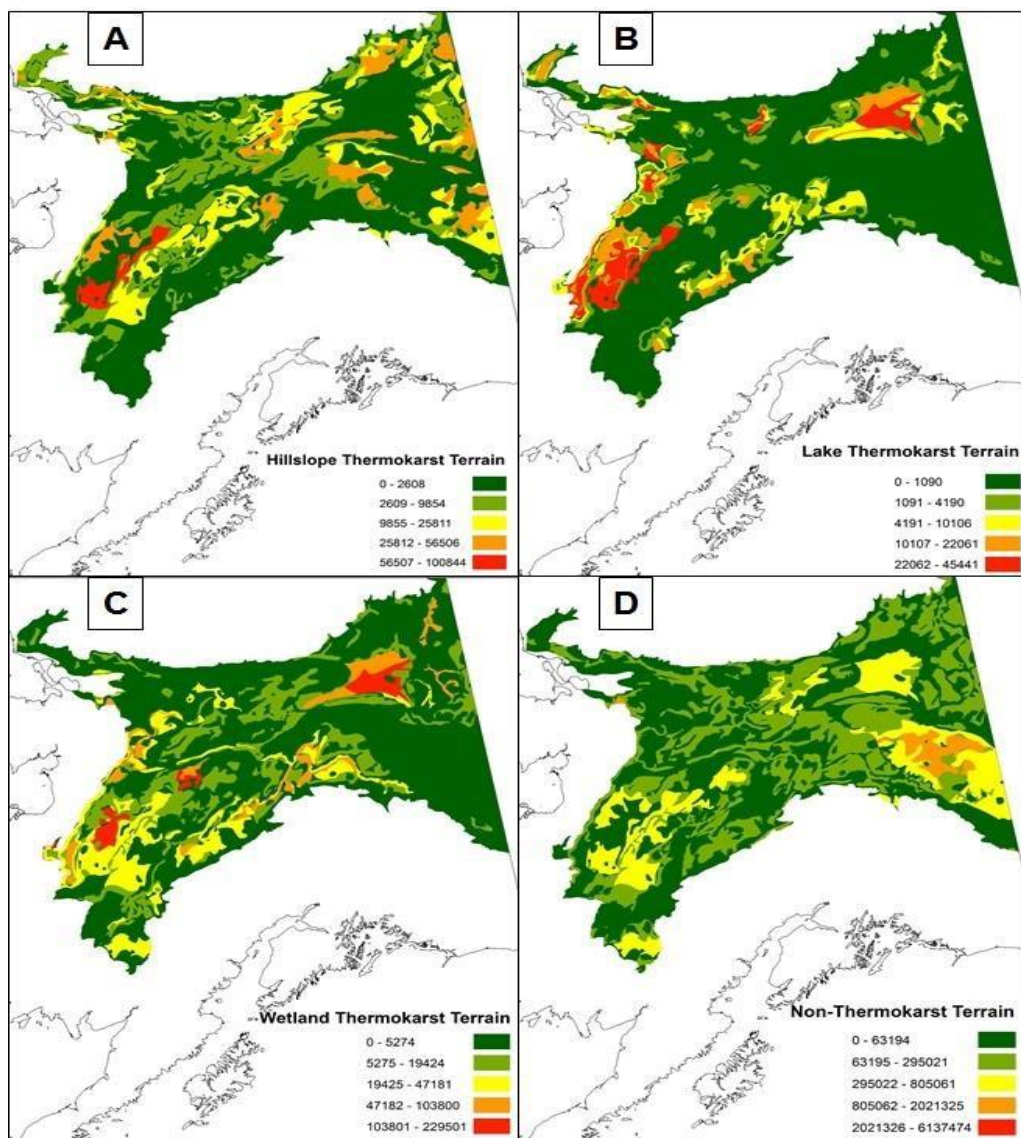 A
Hillslope Thermokarst Terrain
0 - 2608
2609 - 9854
9855 - 25811
25812 - 56506
56507 - 100844
B
Lake Thermokarst Terrain
0 - 1090
1091 - 4190
4191 - 10106
10107 - 22061
22062 - 45441
C
Wetland Thermokarst Terrain
0 - 5274
5275 - 19424
19425 - 47181
47182 - 103800
103801 - 229501
D
Non-Thermokarst Terrain
0 - 63194
63195 - 295021
295022 - 805061
805062 - 2021325
2021326 - 6137474